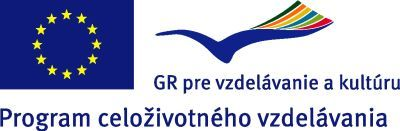 GR pre vzdelávanie a kultúru
Program celoživotného vzdelávania